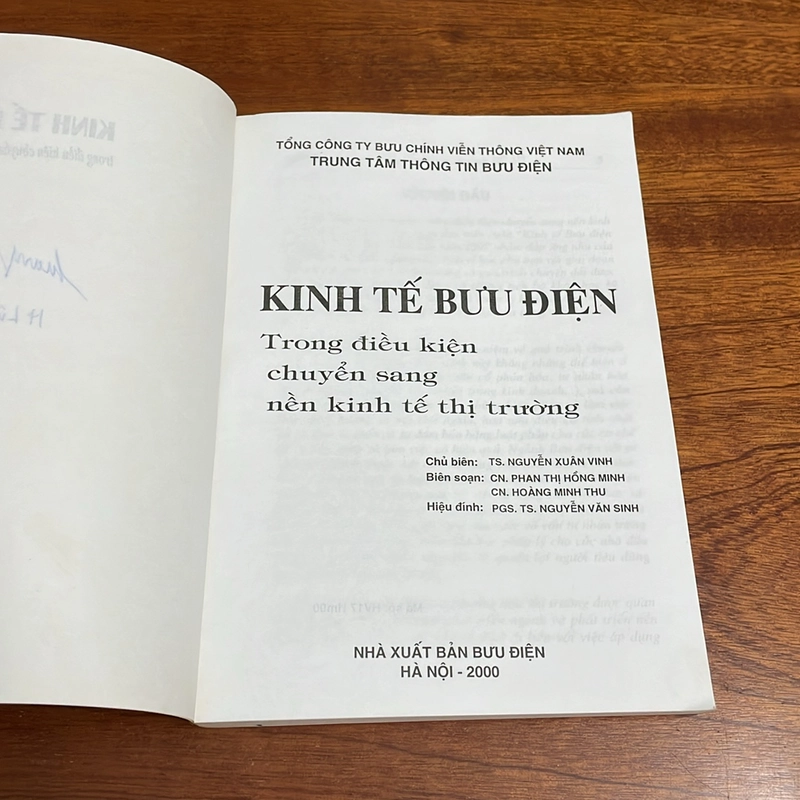 TỔNG CÔNG TY BƯU CHÍNH VIỄN THÔNG VIỆT NAM
TRUNG TÂM THÔNG TIN BƯU ĐIỆN
KINH TẾ BƯU ĐIỆN
Trong điều kiện
chuyển sang
nền kinh tế thị trường
Chủ biên: TS. NGUYỄN XUÂN VINH
Biên soạn: CN. PHAN THỊ HỒNG MINH
CN. HOÀNG MINH THU
Hiệu đính: PGS. TS. NGUYỄN VĂN SINH
NHÀ XUẤT BẢN BƯU ĐIỆN
HÀ NỘI - 2000